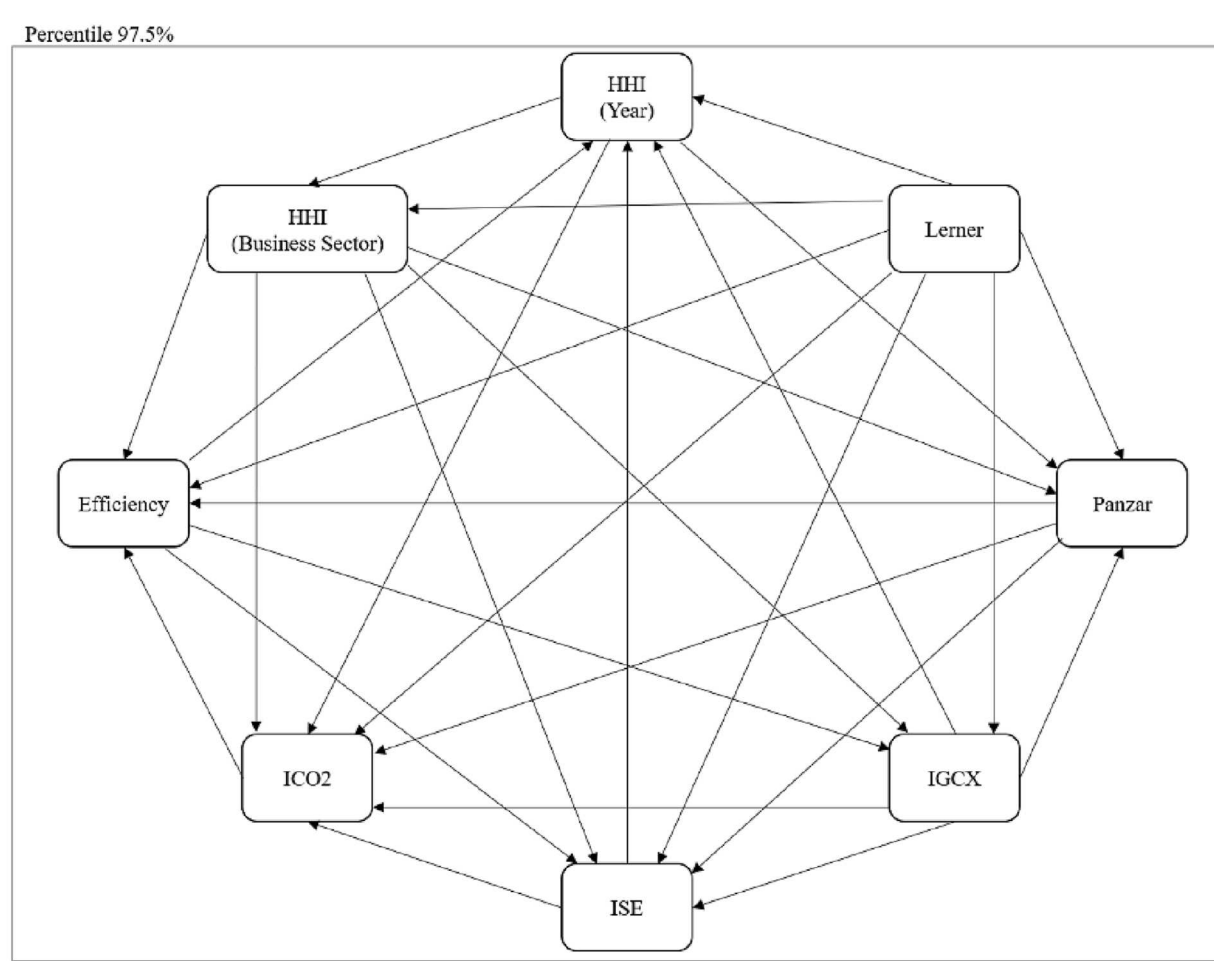 Percentile 97.5%
HHI
(Year)
HHI
(Business Sector)
Lerner
Efficiency
Panzar
ICO2
IGCX
ISE